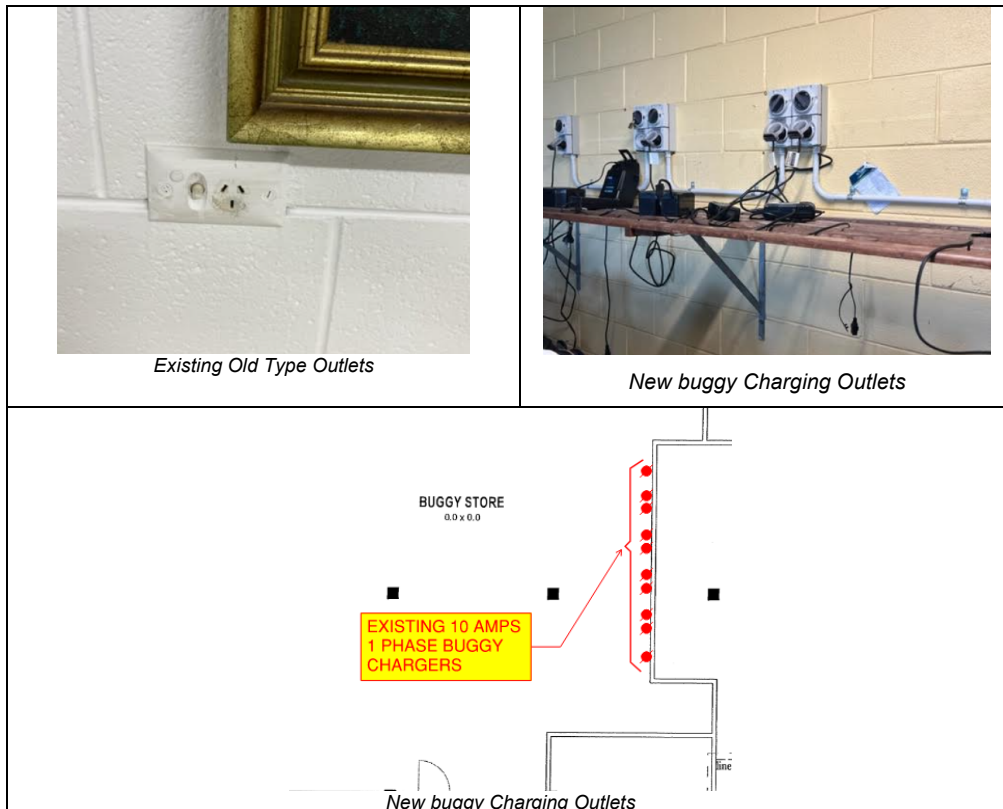 Existing Old Type Outlets
New buggy Charging Outlets
BUGGY STORE
0.0 x 0.0
EXISTING 10 AMPS
1 PHASE BUGGY
CHARGERS
line
New buggy Charging Outlets